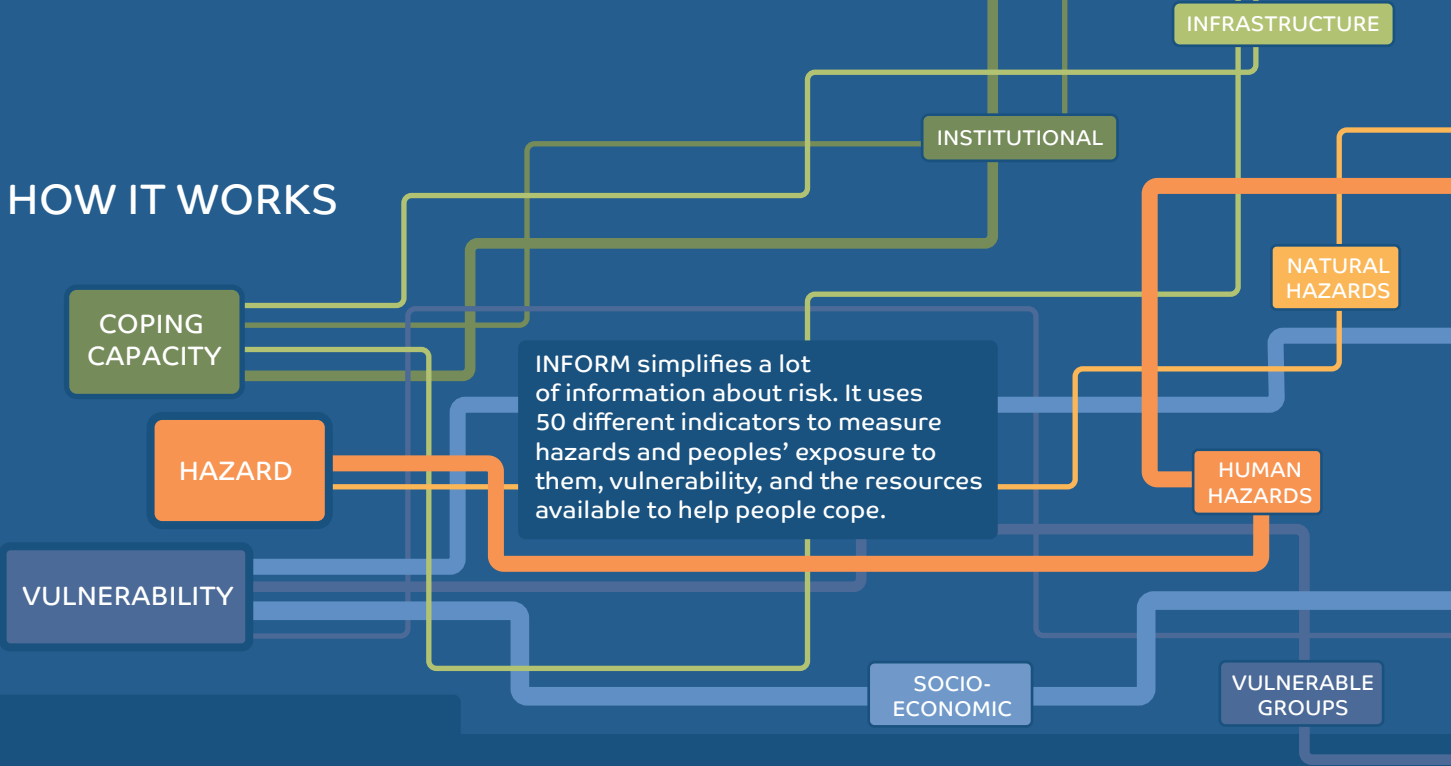 INFRASTRUCTURE
INSTITUTIONAL
HOW IT WORKS
NATURAL
HAZARDS
COPING
CAPACITY
INFORM simplifies a lot
of information about risk. It uses
50 different indicators to measure
hazards and peoples’ exposure to
them, vulnerability, and the resources
available to help people cope.
HAZARD
HUMAN
HAZARDS
VULNERABILITY
SOCIO-
ECONOMIC
VULNERABLE
GROUPS